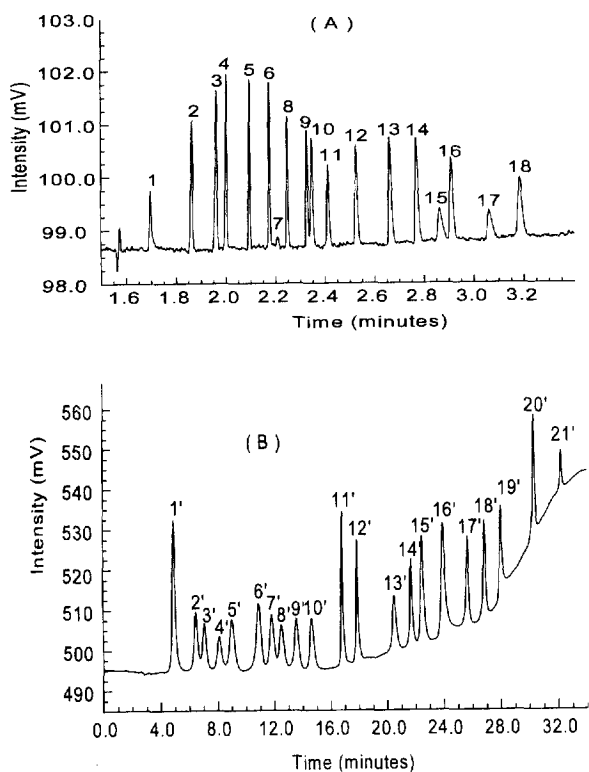 ( A )
103.0
102.0
101.0
100.0
99.0
98.0
Intensity (mV)
1 2 3 4 5 6 7 8 9 10 11 12 13 14 15 16 17 18
1.6 1.8 2.0 2.2 2.4 2.6 2.8 3.0 3.2
Time (minutes)
( B )
560
550
540
530
520
510
500
490
Intensity (mV)
1' 2' 3' 4' 5' 6' 7' 8' 9' 10' 11' 12' 13' 14' 15' 16' 17' 18' 19' 20' 21'
0.0 4.0 8.0 12.0 16.0 20.0 24.0 28.0 32.0
Time (minutes)